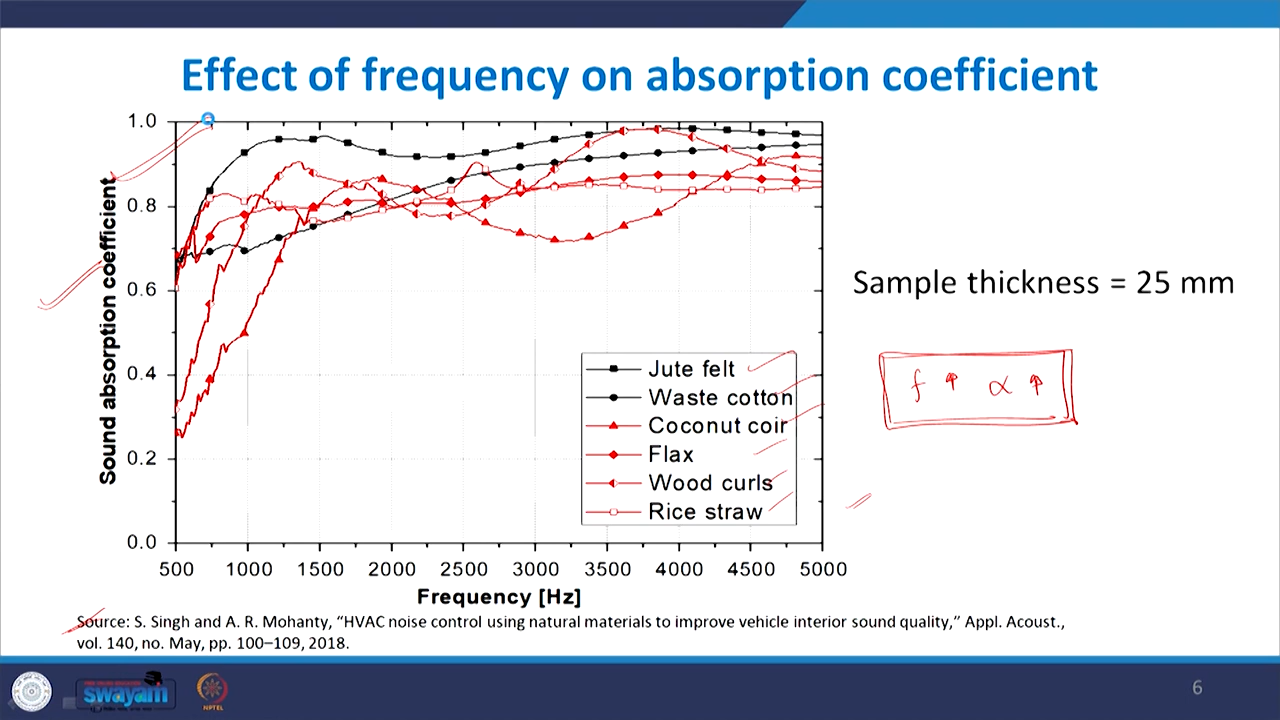 Effect of frequency on absorption coefficient
Sound absorption coefficient
1.0
0.8
0.6
0.4
0.2
0.0
500 1000 1500 2000 2500 3000 3500 4000 4500 5000
Frequency [Hz]
Jute felt
Waste cotton
Coconut coir
Flax
Wood curls
Rice straw
Sample thickness = 25 mm
f ↑ α ↑
Source: S. Singh and A. R. Mohanty, “HVAC noise control using natural materials to improve vehicle interior sound quality,” Appl. Acoust.,
vol. 140, no. May, pp. 100–109, 2018.
swayam
NPTEL
6